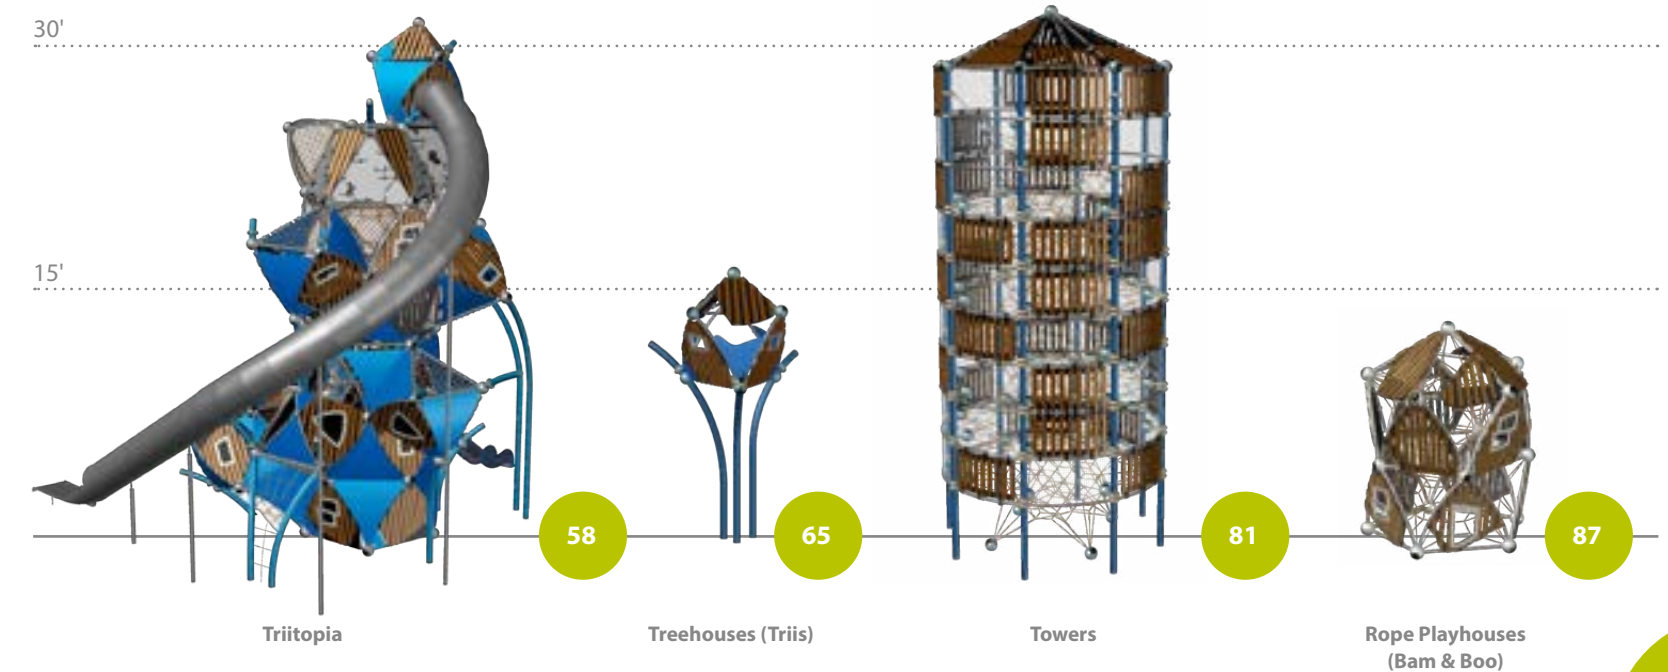 30'
15'
58
65
81
87
Triitopia
Treehouses (Triis)
Towers
Rope Playhouses
(Bam & Boo)